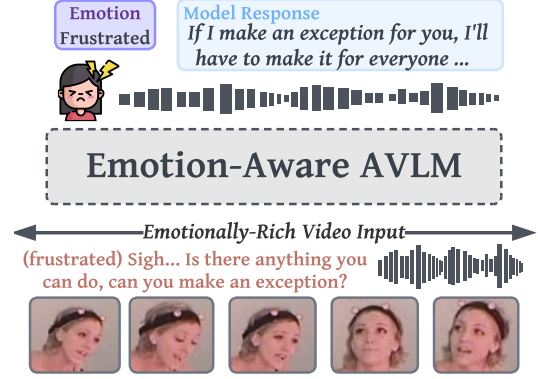 Emotion
Frustrated
Model Response
If I make an exception for you, I'll
have to make it for everyone ...
Emotion-Aware AVLM
Emotionally-Rich Video Input
(frustrated) Sigh... Is there anything you
can do, can you make an exception?